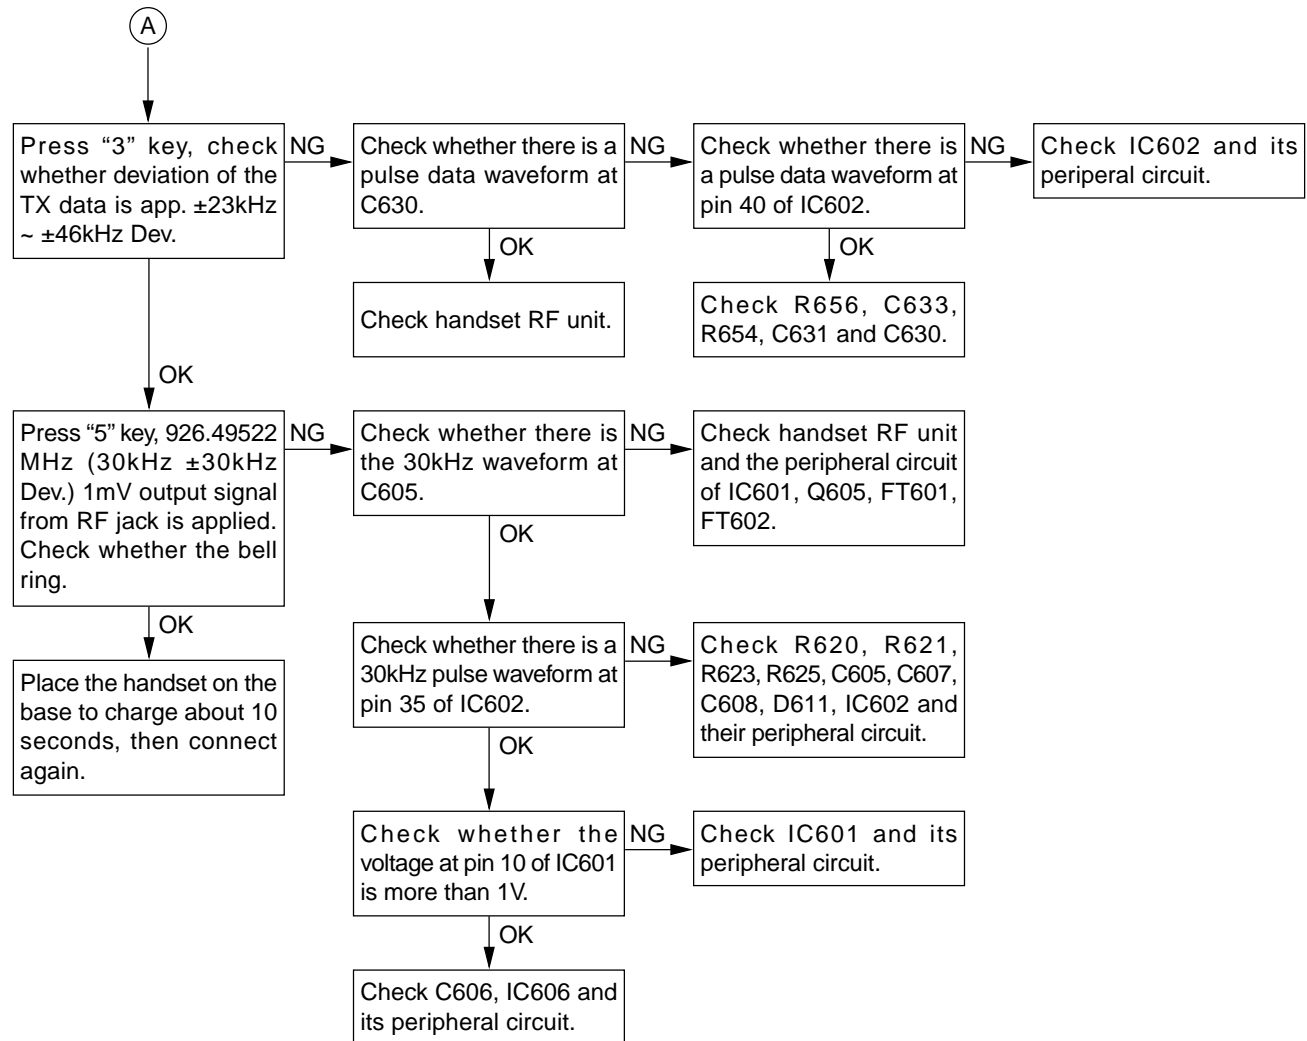 A
Press “3” key, check
whether deviation of the
TX data is app. ±23kHz
~ ±46kHz Dev.
NG
Check whether there is a
pulse data waveform at
C630.
NG
Check whether there is
a pulse data waveform at
pin 40 of IC602.
NG
Check IC602 and its
periperal circuit.
OK
Check handset RF unit.
OK
Check R656, C633,
R654, C631 and C630.
OK
Press “5” key, 926.49522
MHz (30kHz ±30kHz
Dev.) 1mV output signal
from RF jack is applied.
Check whether the bell
ring.
NG
Check whether there is
the 30kHz waveform at
C605.
NG
Check handset RF unit
and the peripheral circuit
of IC601, Q605, FT601,
FT602.
OK
OK
Place the handset on the
base to charge about 10
seconds, then connect
again.
Check whether there is a
30kHz pulse waveform at
pin 35 of IC602.
NG
Check R620, R621,
R623, R625, C605, C607,
C608, D611, IC602 and
their peripheral circuit.
OK
Check whether the
voltage at pin 10 of IC601
is more than 1V.
NG
Check IC601 and its
peripheral circuit.
OK
Check C606, IC606 and
its peripheral circuit.